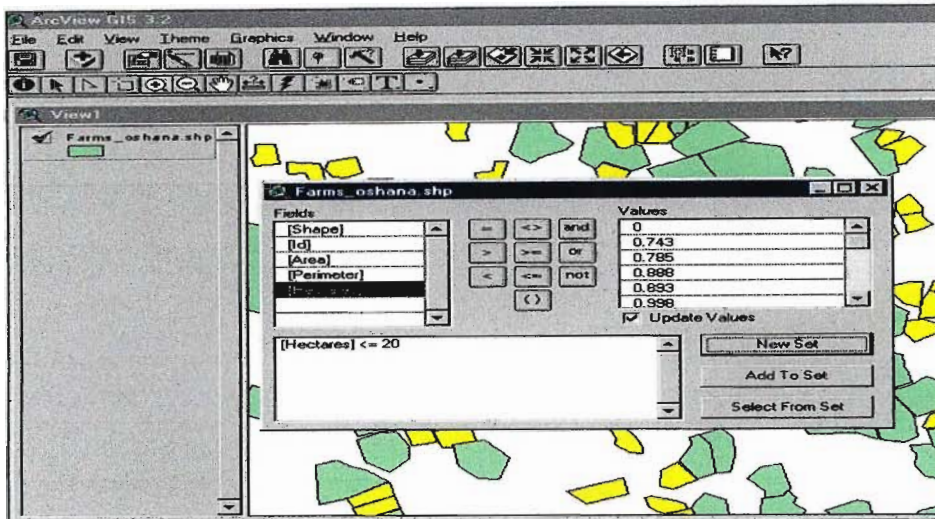 ArcView GIS 3.2
File Edit View Theme Graphics Window Help
View1
Farms_oshana.shp
Farms_oshana.shp
Fields
[Shape]
[Id]
[Area]
[Perimeter]
= <> and
> >= or
< <= not
( )
Values
0
0.743
0.785
0.888
0.893
0.998
Update Values
[Hectares] <= 20
New Set
Add To Set
Select From Set